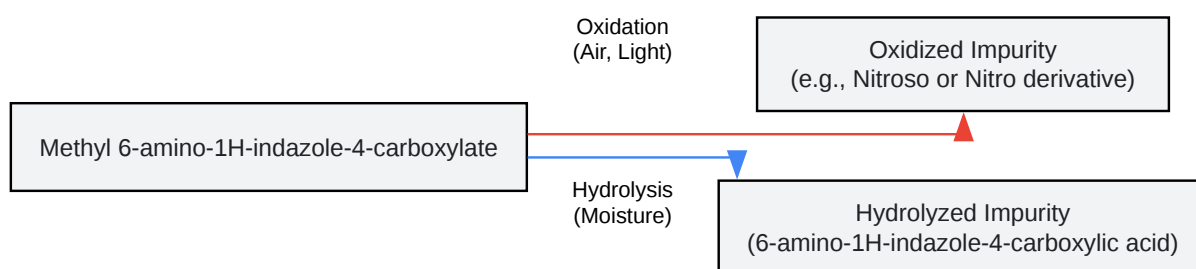 Oxidation
(Air, Light)
Oxidized Impurity
(e.g., Nitroso or Nitro derivative)
Methyl 6-amino-1H-indazole-4-carboxylate
Hydrolysis
(Moisture)
Hydrolyzed Impurity
(6-amino-1H-indazole-4-carboxylic acid)